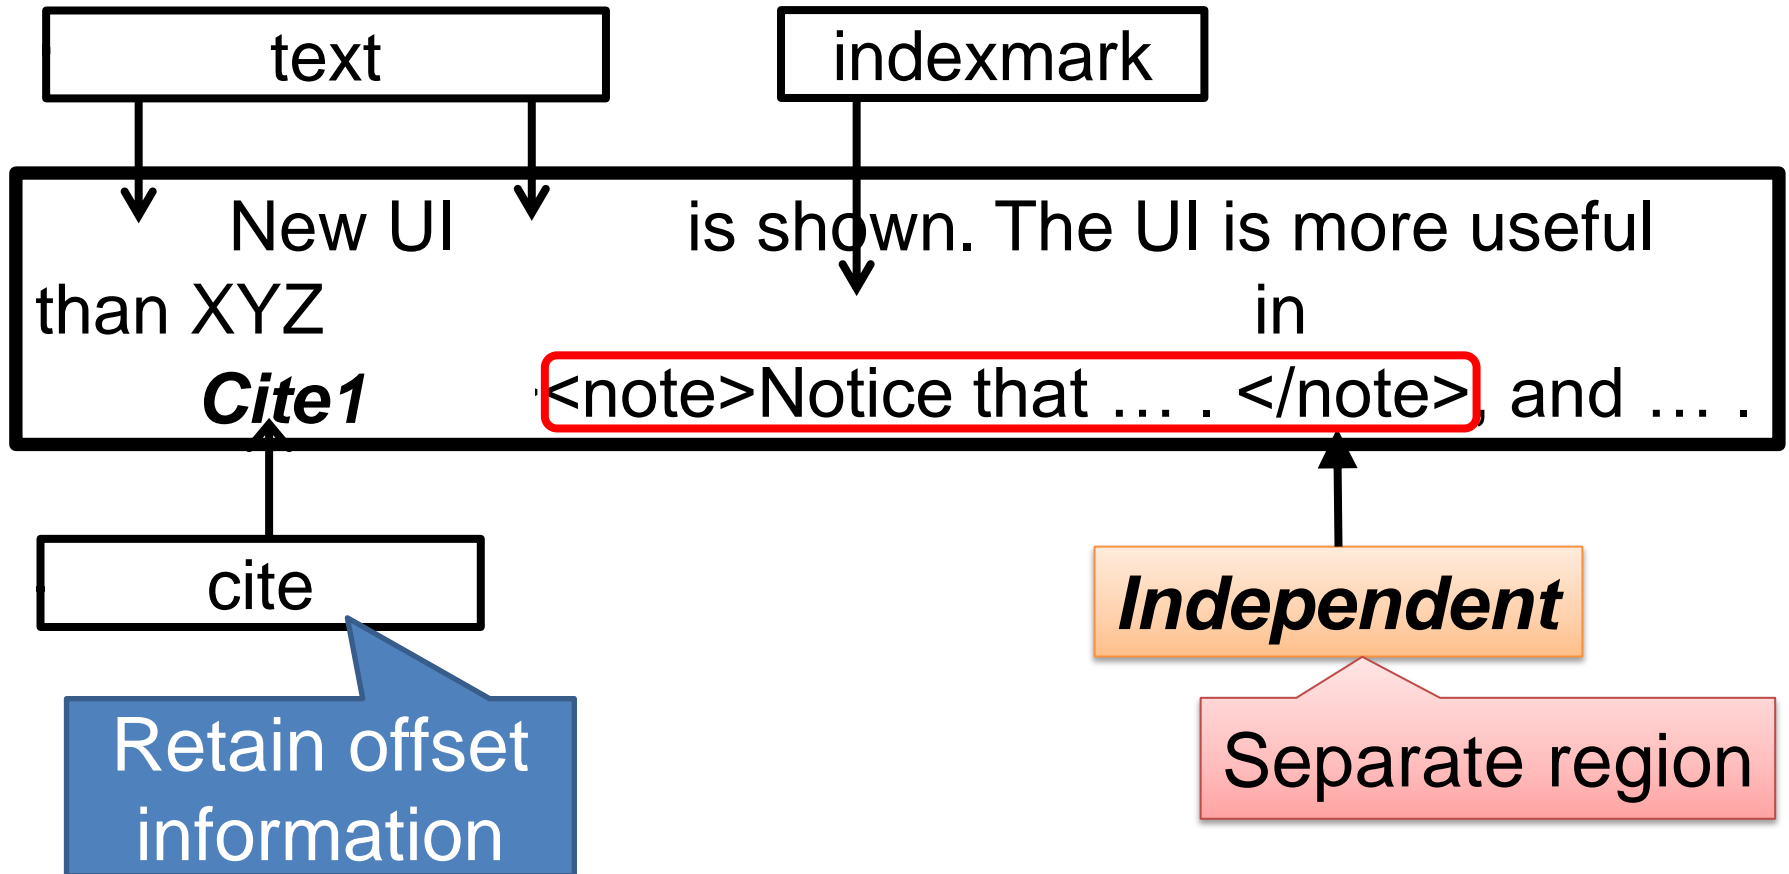 text indexmark
New UI is shown. The UI is more useful
than XYZ in
Cite1 <note>Notice that ... . </note>, and ... .
cite
Independent
Retain offset
information
Separate region